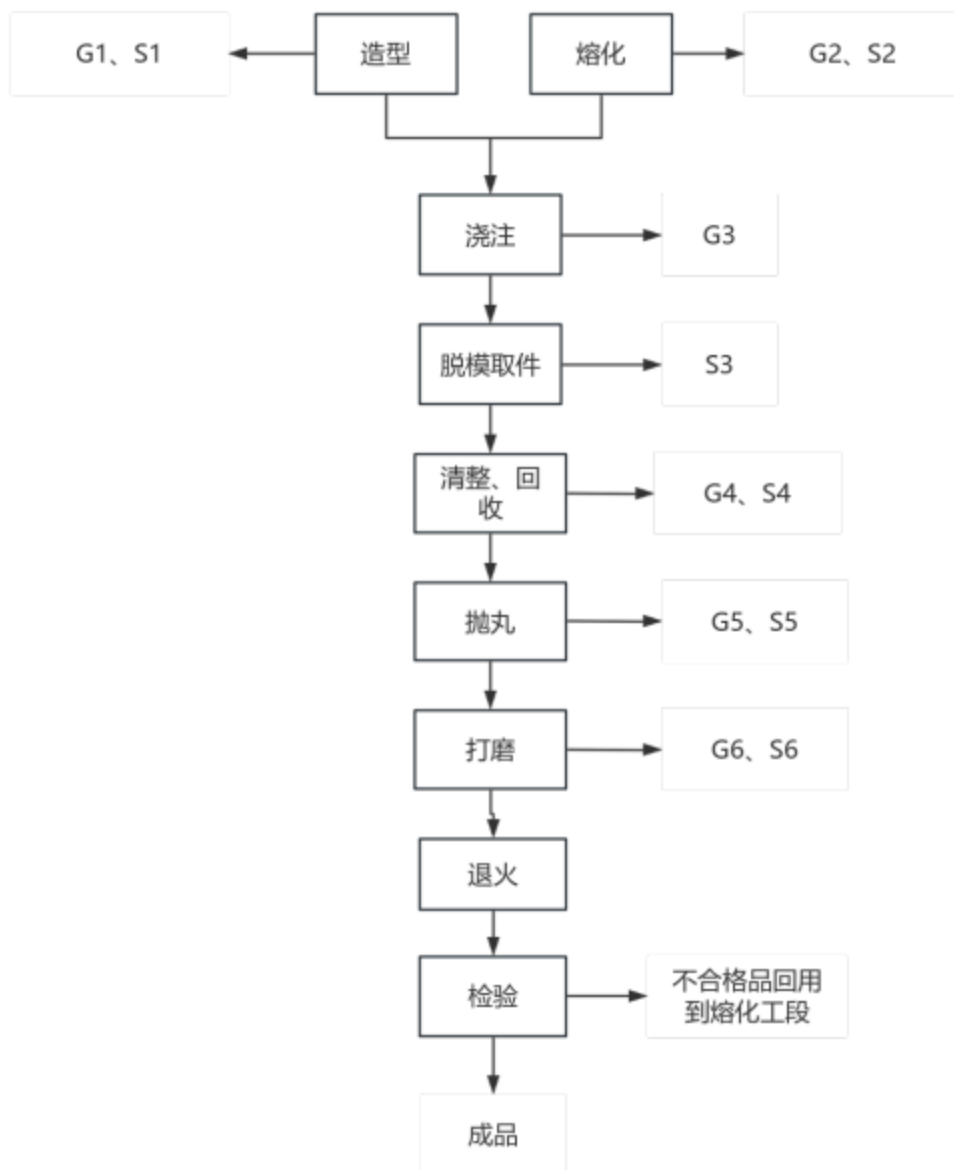 G1、S1
造型
熔化
G2、S2
浇注
G3
脱模取件
S3
清整、回
收
G4、S4
抛丸
G5、S5
打磨
G6、S6
退火
检验
不合格品回用
到熔化工段
成品